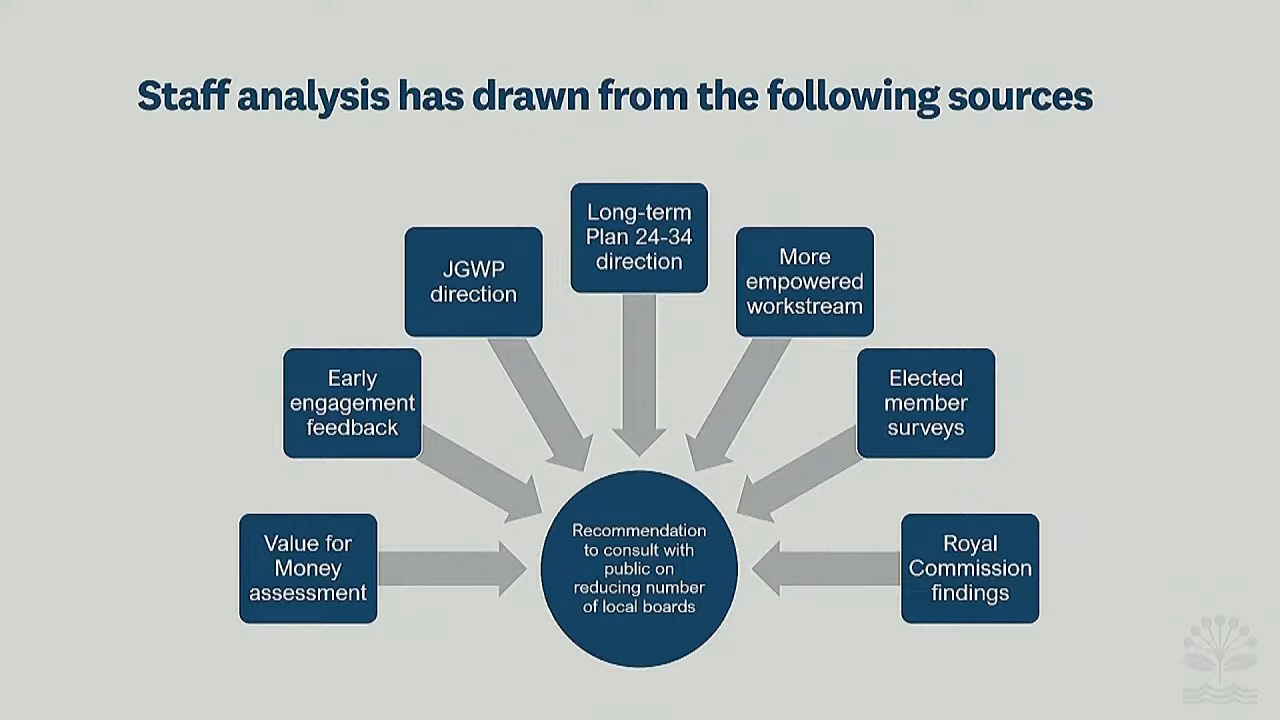 Staff analysis has drawn from the following sources
Long-term
Plan 24-34
direction
JGWP
direction
More
empowered
workstream
Early
engagement
feedback
Elected
member
surveys
Value for
Money
assessment
Recommendation
to consult with
public on
reducing number
of local boards
Royal
Commission
findings